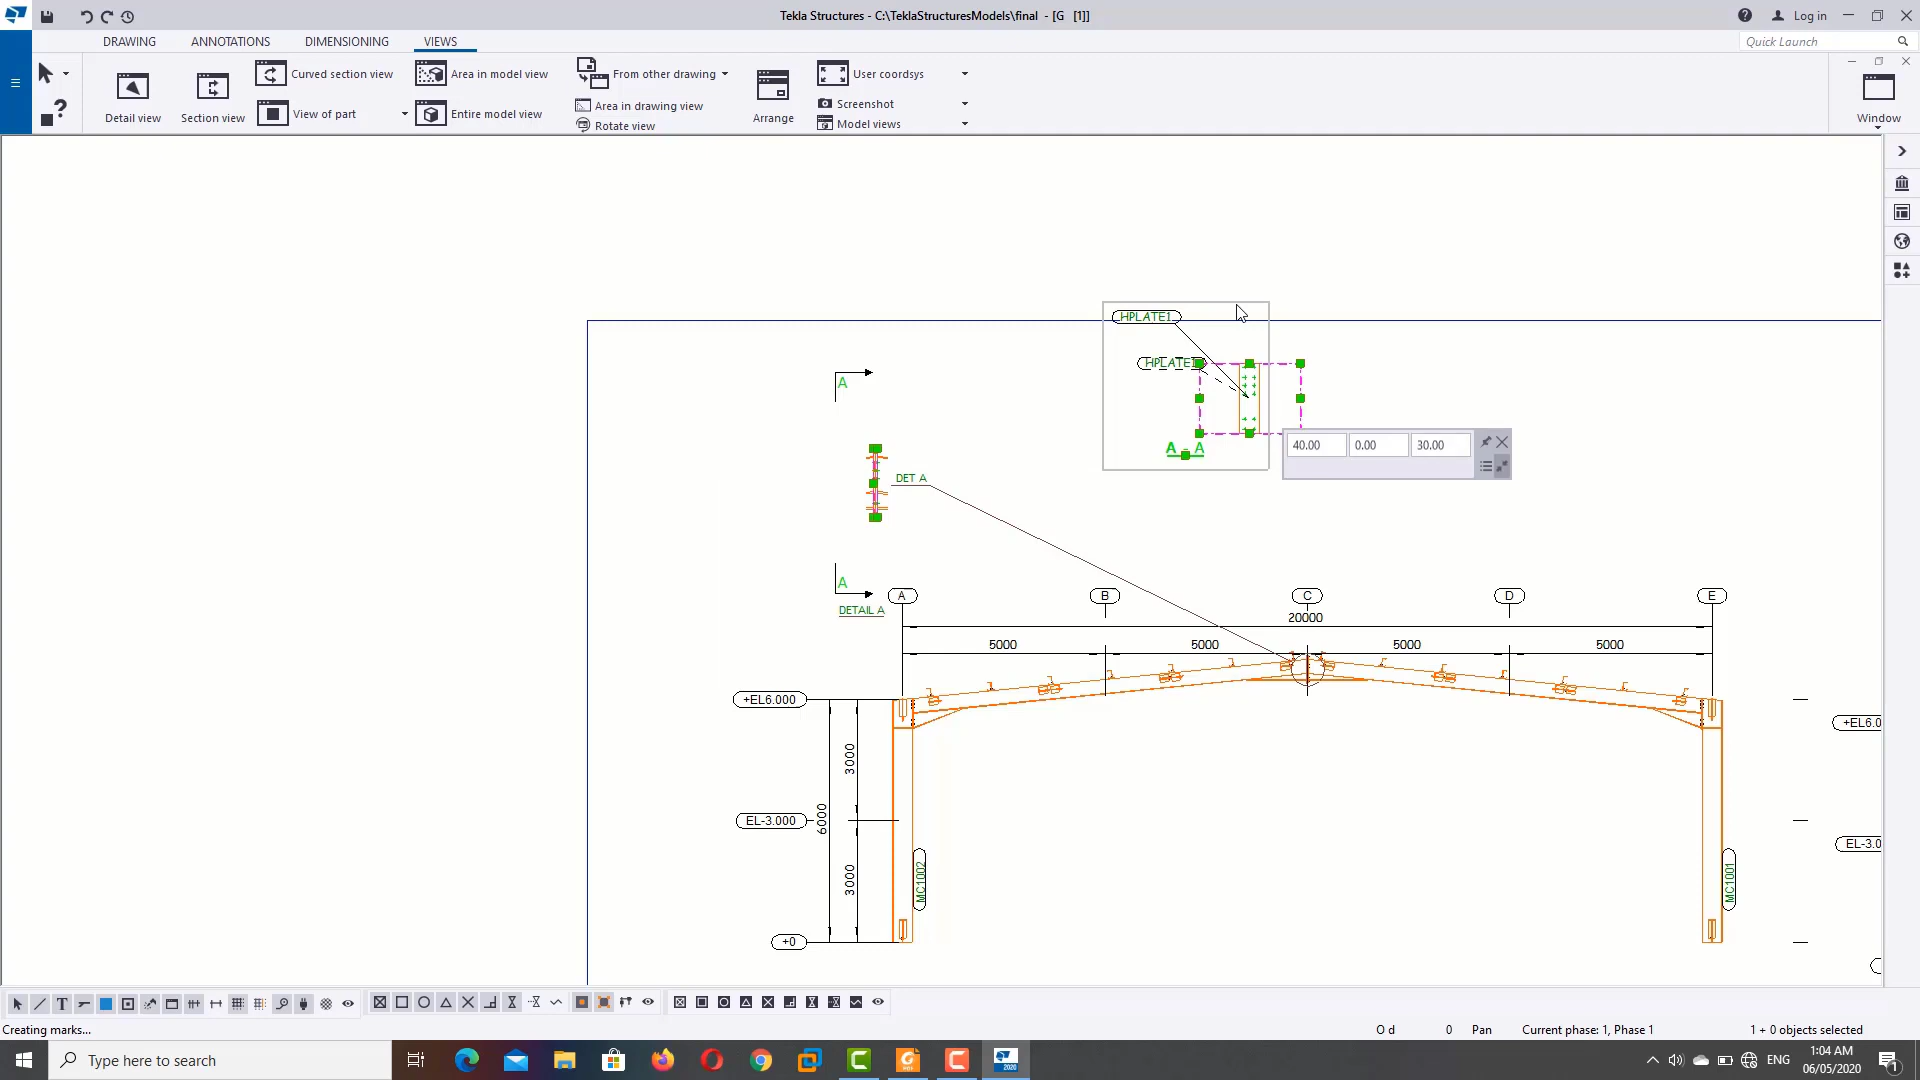 Tekla Structures - C:\TeklaStructuresModels\final - [G [1]]
Log in
DRAWING
ANNOTATIONS
DIMENSIONING
VIEWS
Quick Launch
Detail view
Section view
Curved section view
View of part
Area in model view
Entire model view
From other drawing
Area in drawing view
Rotate view
Arrange
User coordsys
Screenshot
Model views
Window
HPLATE1
HPLATE1
A
A - A
40.00
0.00
30.00
DET A
A
DETAIL A
A
B
C
D
E
20000
5000
5000
5000
5000
+EL6.000
+EL6.0
3000
6000
EL-3.000
EL-3.0
3000
MC1002
MC1001
+0
Creating marks...
O d
0
Pan
Current phase: 1, Phase 1
1 + 0 objects selected
Type here to search
2020
ENG
1:04 AM
06/05/2020
1